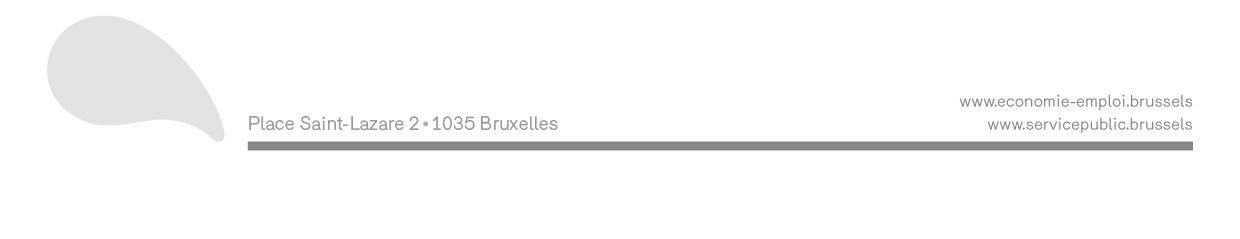 www.economie-emploi.brussels
Place Saint-Lazare 2 • 1035 Bruxelles
www.servicepublic.brussels